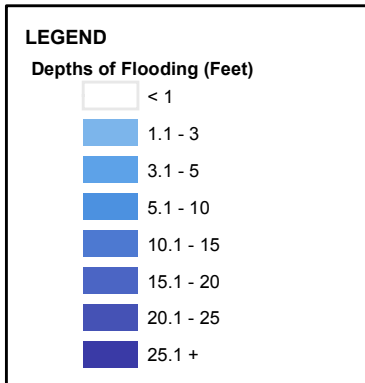 LEGEND
Depths of Flooding (Feet)
< 1
1.1 - 3
3.1 - 5
5.1 - 10
10.1 - 15
15.1 - 20
20.1 - 25
25.1 +